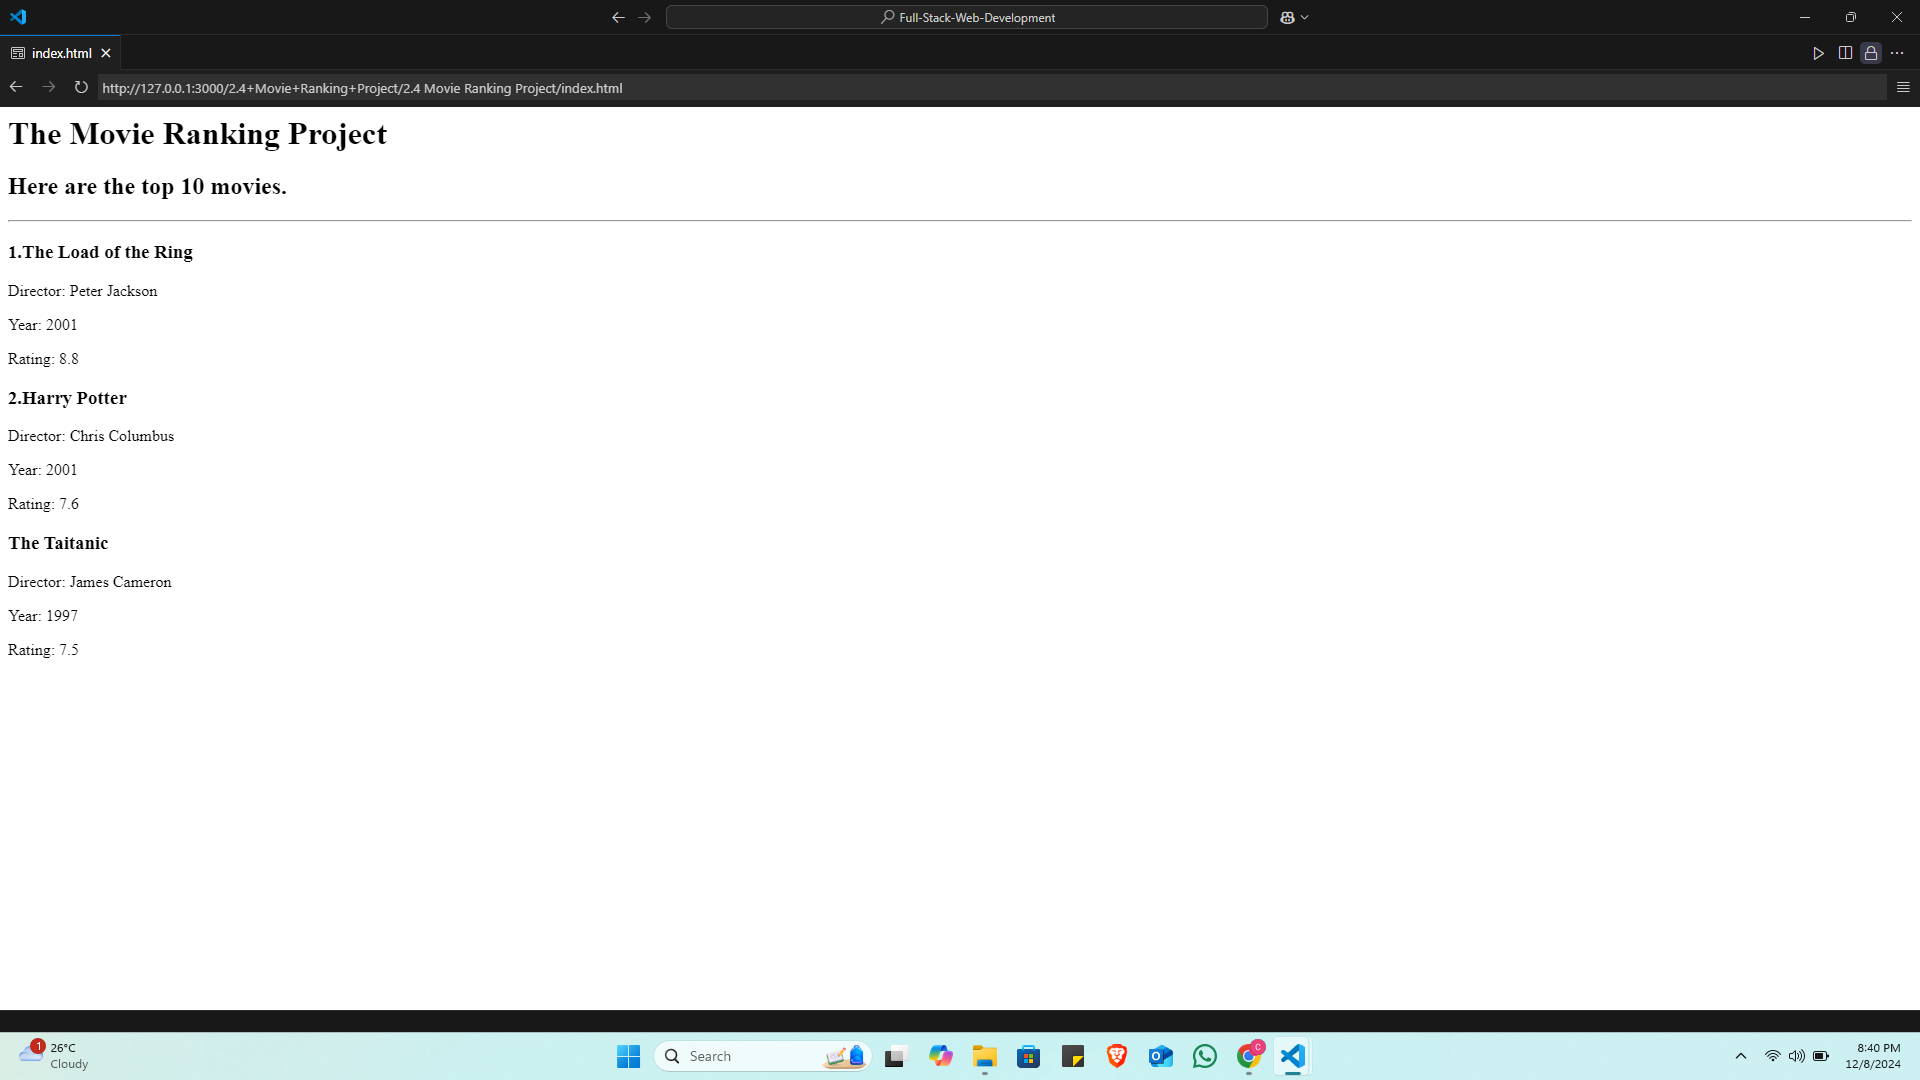 Full-Stack-Web-Development
index.html
http://127.0.0.1:3000/2.4+Movie+Ranking+Project/2.4 Movie Ranking Project/index.html
The Movie Ranking Project
Here are the top 10 movies.
1.The Load of the Ring
Director: Peter Jackson
Year: 2001
Rating: 8.8
2.Harry Potter
Director: Chris Columbus
Year: 2001
Rating: 7.6
The Taitanic
Director: James Cameron
Year: 1997
Rating: 7.5
1
26°C
Cloudy
Search
C
8:40 PM
12/8/2024